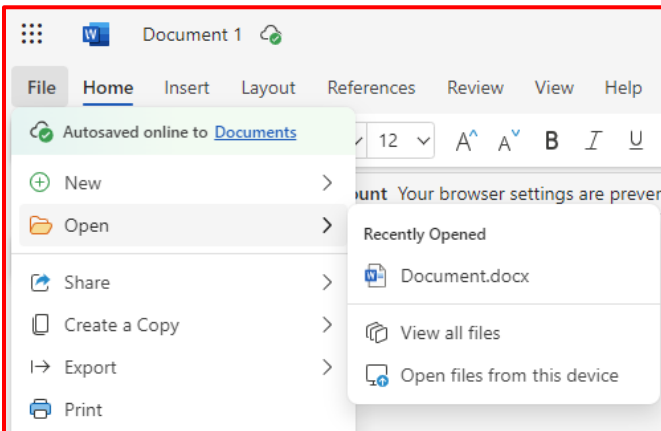 Document 1
File Home Insert Layout References Review View Help
Autosaved online to Documents
12 A^ A˅ B I U
New
ount Your browser settings are prever
Open
Recently Opened
Document.docx
Share
Create a Copy
View all files
Export
Open files from this device
Print